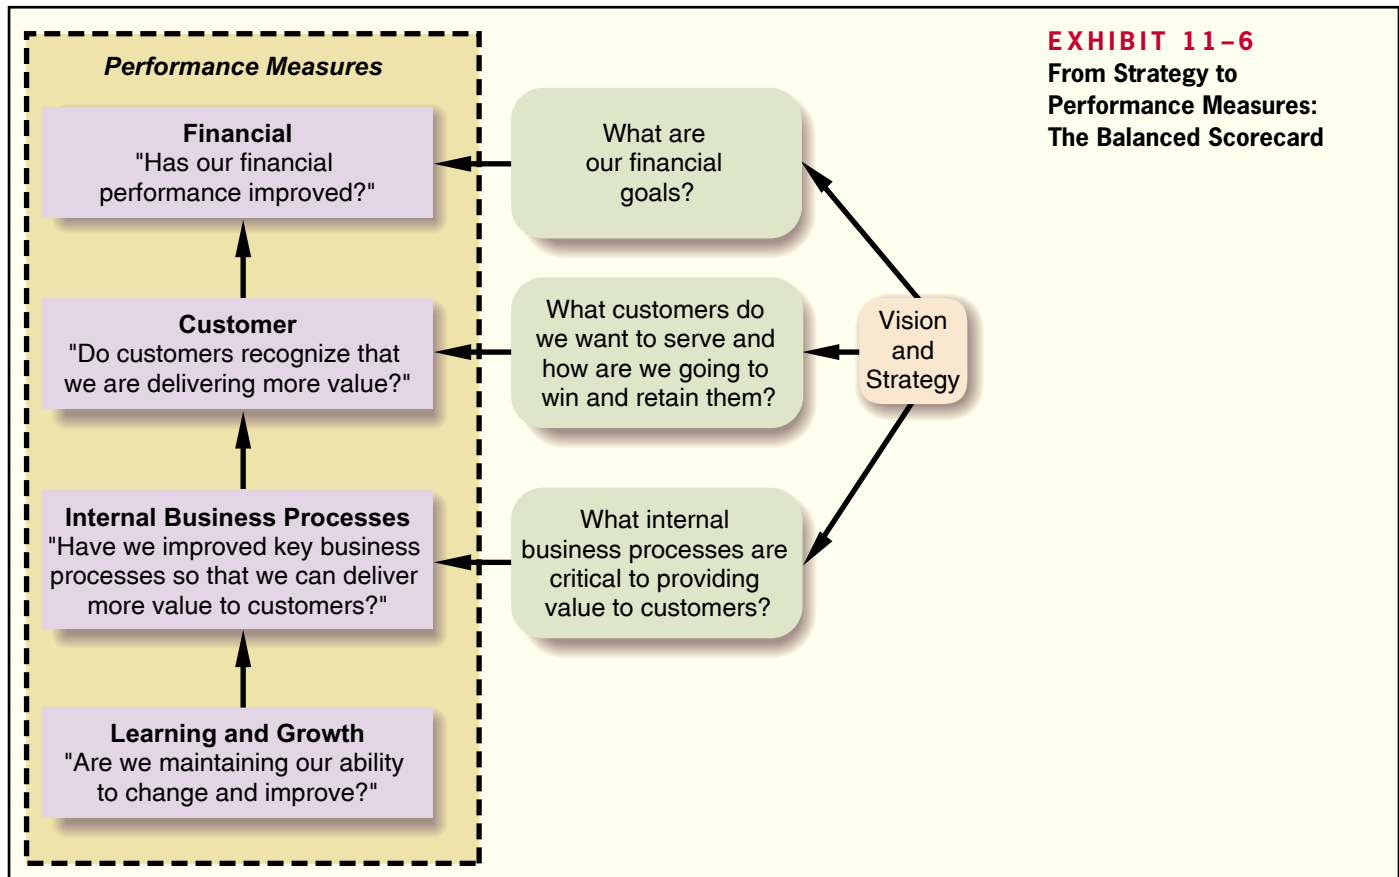 EXHIBIT 11–6
From Strategy to
Performance Measures:
The Balanced Scorecard
Performance Measures
Financial
"Has our financial
performance improved?"
What are
our financial
goals?
Customer
"Do customers recognize that
we are delivering more value?"
What customers do
we want to serve and
how are we going to
win and retain them?
Vision
and
Strategy
Internal Business Processes
"Have we improved key business
processes so that we can deliver
more value to customers?"
What internal
business processes are
critical to providing
value to customers?
Learning and Growth
"Are we maintaining our ability
to change and improve?"